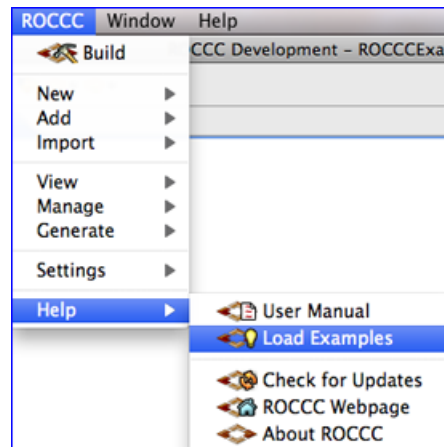 ROCCC Window Help
Build
CCC Development – ROCCCExa
New
Add
Import
View
Manage
Generate
Settings
Help
User Manual
Load Examples
Check for Updates
ROCCC Webpage
About ROCCC